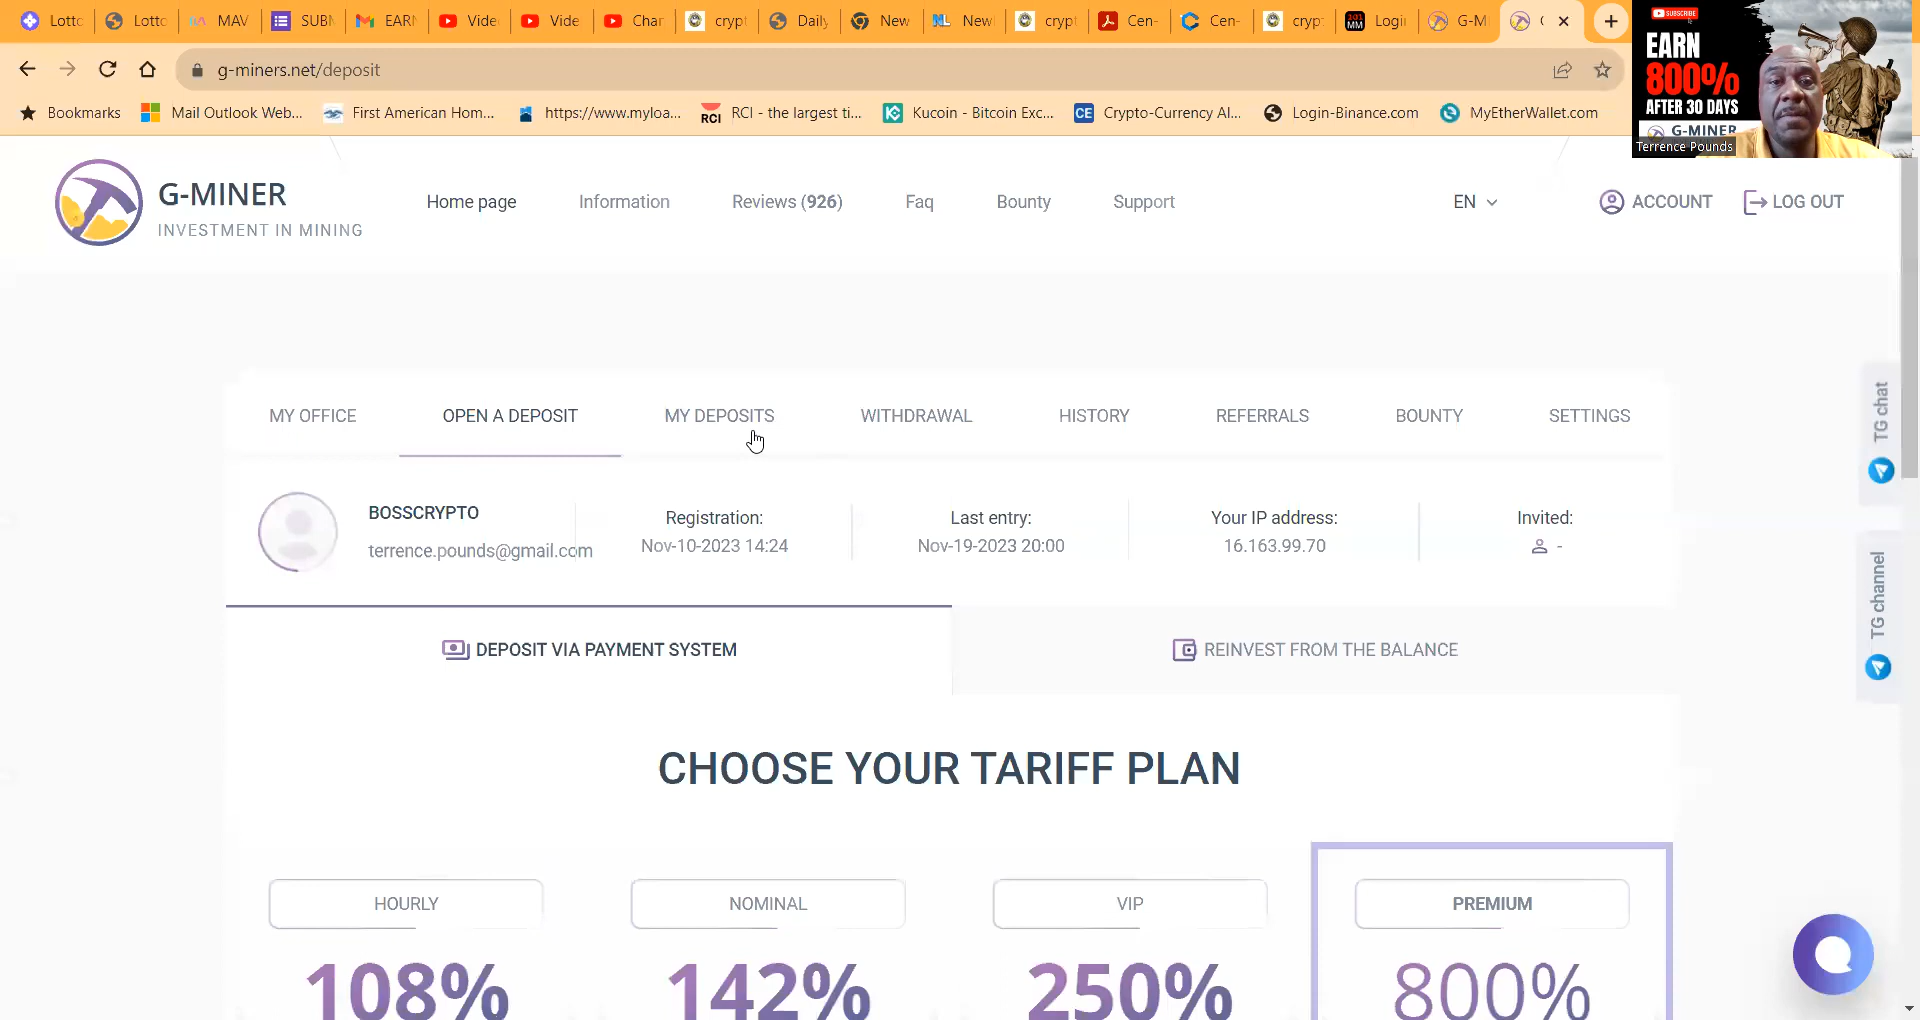 Lotto
Lotto
MAV
SUBM
EARN
Vide
Vide
Char
crypt
Daily
New
New
crypt
Cen-
Cen-
crypt
Logi
G-MI
g-miners.net/deposit
Bookmarks
Mail Outlook Web...
First American Hom...
https://www.myloa...
RCI - the largest ti...
Kucoin - Bitcoin Exc...
Crypto-Currency Al...
Login-Binance.com
MyEtherWallet.com
SUBSCRIBE
EARN
800%
AFTER 30 DAYS
G-MINER
Terrence Pounds
G-MINER
INVESTMENT IN MINING
Home page
Information
Reviews (926)
Faq
Bounty
Support
EN
ACCOUNT
LOG OUT
MY OFFICE
OPEN A DEPOSIT
MY DEPOSITS
WITHDRAWAL
HISTORY
REFERRALS
BOUNTY
SETTINGS
TG chat
BOSSCRYPTO
terrence.pounds@gmail.com
Registration:
Nov-10-2023 14:24
Last entry:
Nov-19-2023 20:00
Your IP address:
16.163.99.70
Invited:
-
TG channel
DEPOSIT VIA PAYMENT SYSTEM
REINVEST FROM THE BALANCE
CHOOSE YOUR TARIFF PLAN
HOURLY
NOMINAL
VIP
PREMIUM
108%
142%
250%
800%